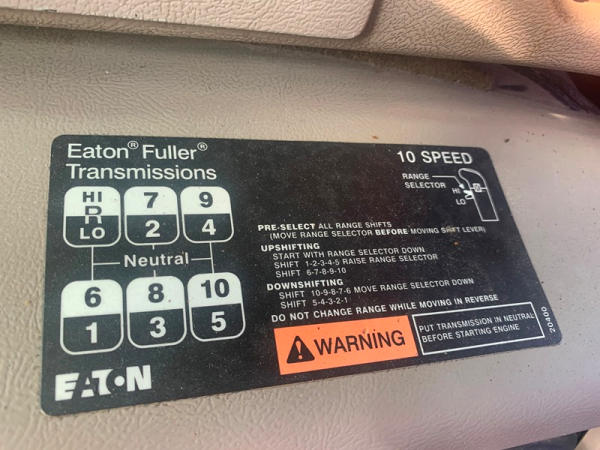 Eaton® Fuller®
Transmissions
10 SPEED
HI
R
LO
7
2
9
4
Neutral
6
1
8
3
10
5
RANGE
SELECTOR
HI
LO
PRE-SELECT ALL RANGE SHIFTS
(MOVE RANGE SELECTOR BEFORE MOVING SHIFT LEVER)
UPSHIFTING
START WITH RANGE SELECTOR DOWN
SHIFT 1-2-3-4-5 RAISE RANGE SELECTOR
SHIFT 6-7-8-9-10
DOWNSHIFTING
SHIFT 10-9-8-7-6 MOVE RANGE SELECTOR DOWN
SHIFT 5-4-3-2-1
DO NOT CHANGE RANGE WHILE MOVING IN REVERSE
WARNING
PUT TRANSMISSION IN NEUTRAL
BEFORE STARTING ENGINE
20400
EATON